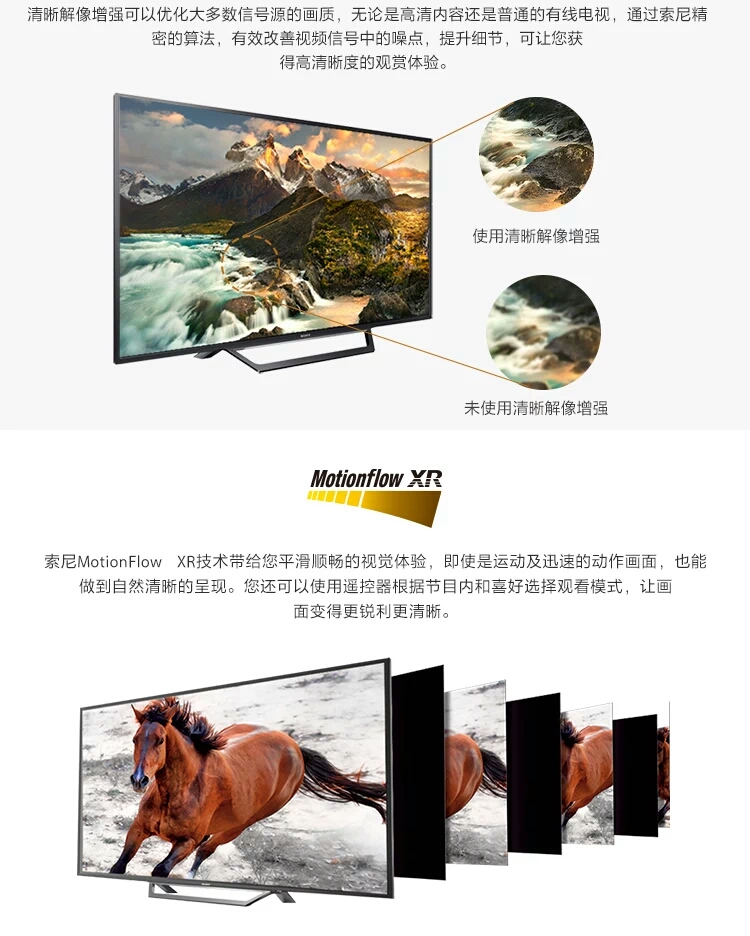 清晰解像增强可以优化大多数信号源的画质，无论是高清内容还是普通的有线电视，通过索尼精
密的算法，有效改善视频信号中的噪点，提升细节，可让您获
得高清晰度的观赏体验。
使用清晰解像增强
未使用清晰解像增强
Motionflow XR
索尼MotionFlow XR技术带给您平滑顺畅的视觉体验，即使是运动及迅速的动作画面，也能
做到自然清晰的呈现。您还可以使用遥控器根据节目内和喜好选择观看模式，让画
面变得更锐利更清晰。